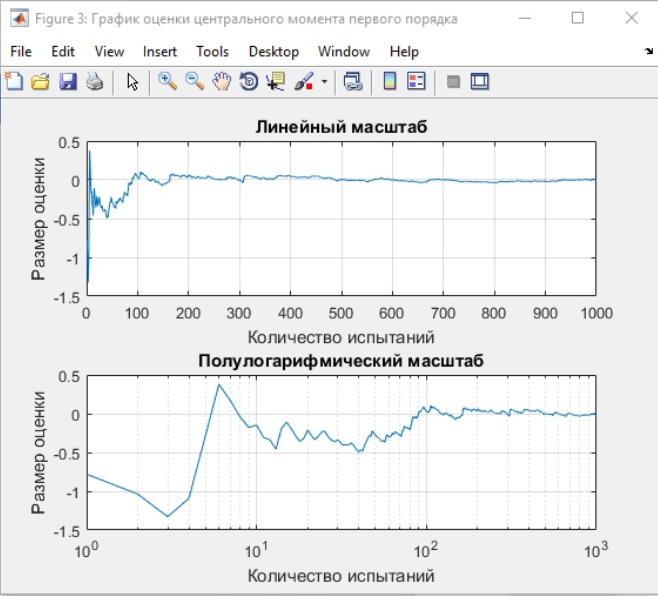 Figure 3: График оценки центрального момента первого порядка
File Edit View Insert Tools Desktop Window Help
Линейный масштаб
0.5
0
-0.5
-1
-1.5
Размер оценки
0 100 200 300 400 500 600 700 800 900 1000
Количество испытаний
Полулогарифмический масштаб
0.5
0
-0.5
-1
-1.5
Размер оценки
10^0 10^1 10^2 10^3
Количество испытаний